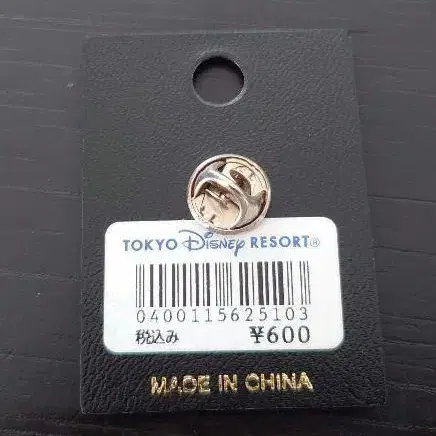 TOKYO Disney RESORT®
0400115625103
税込み ¥600
MADE IN CHINA